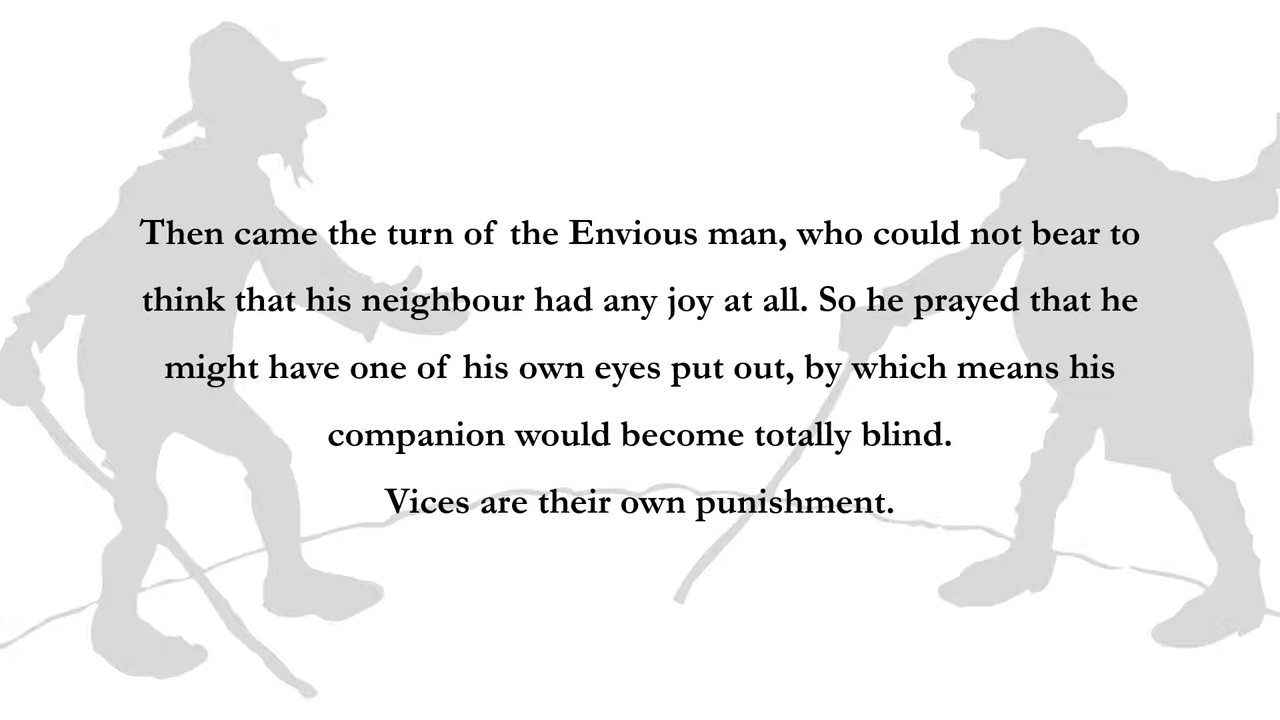 Then came the turn of the Envious man, who could not bear to
think that his neighbour had any joy at all. So he prayed that he
might have one of his own eyes put out, by which means his
companion would become totally blind.
Vices are their own punishment.